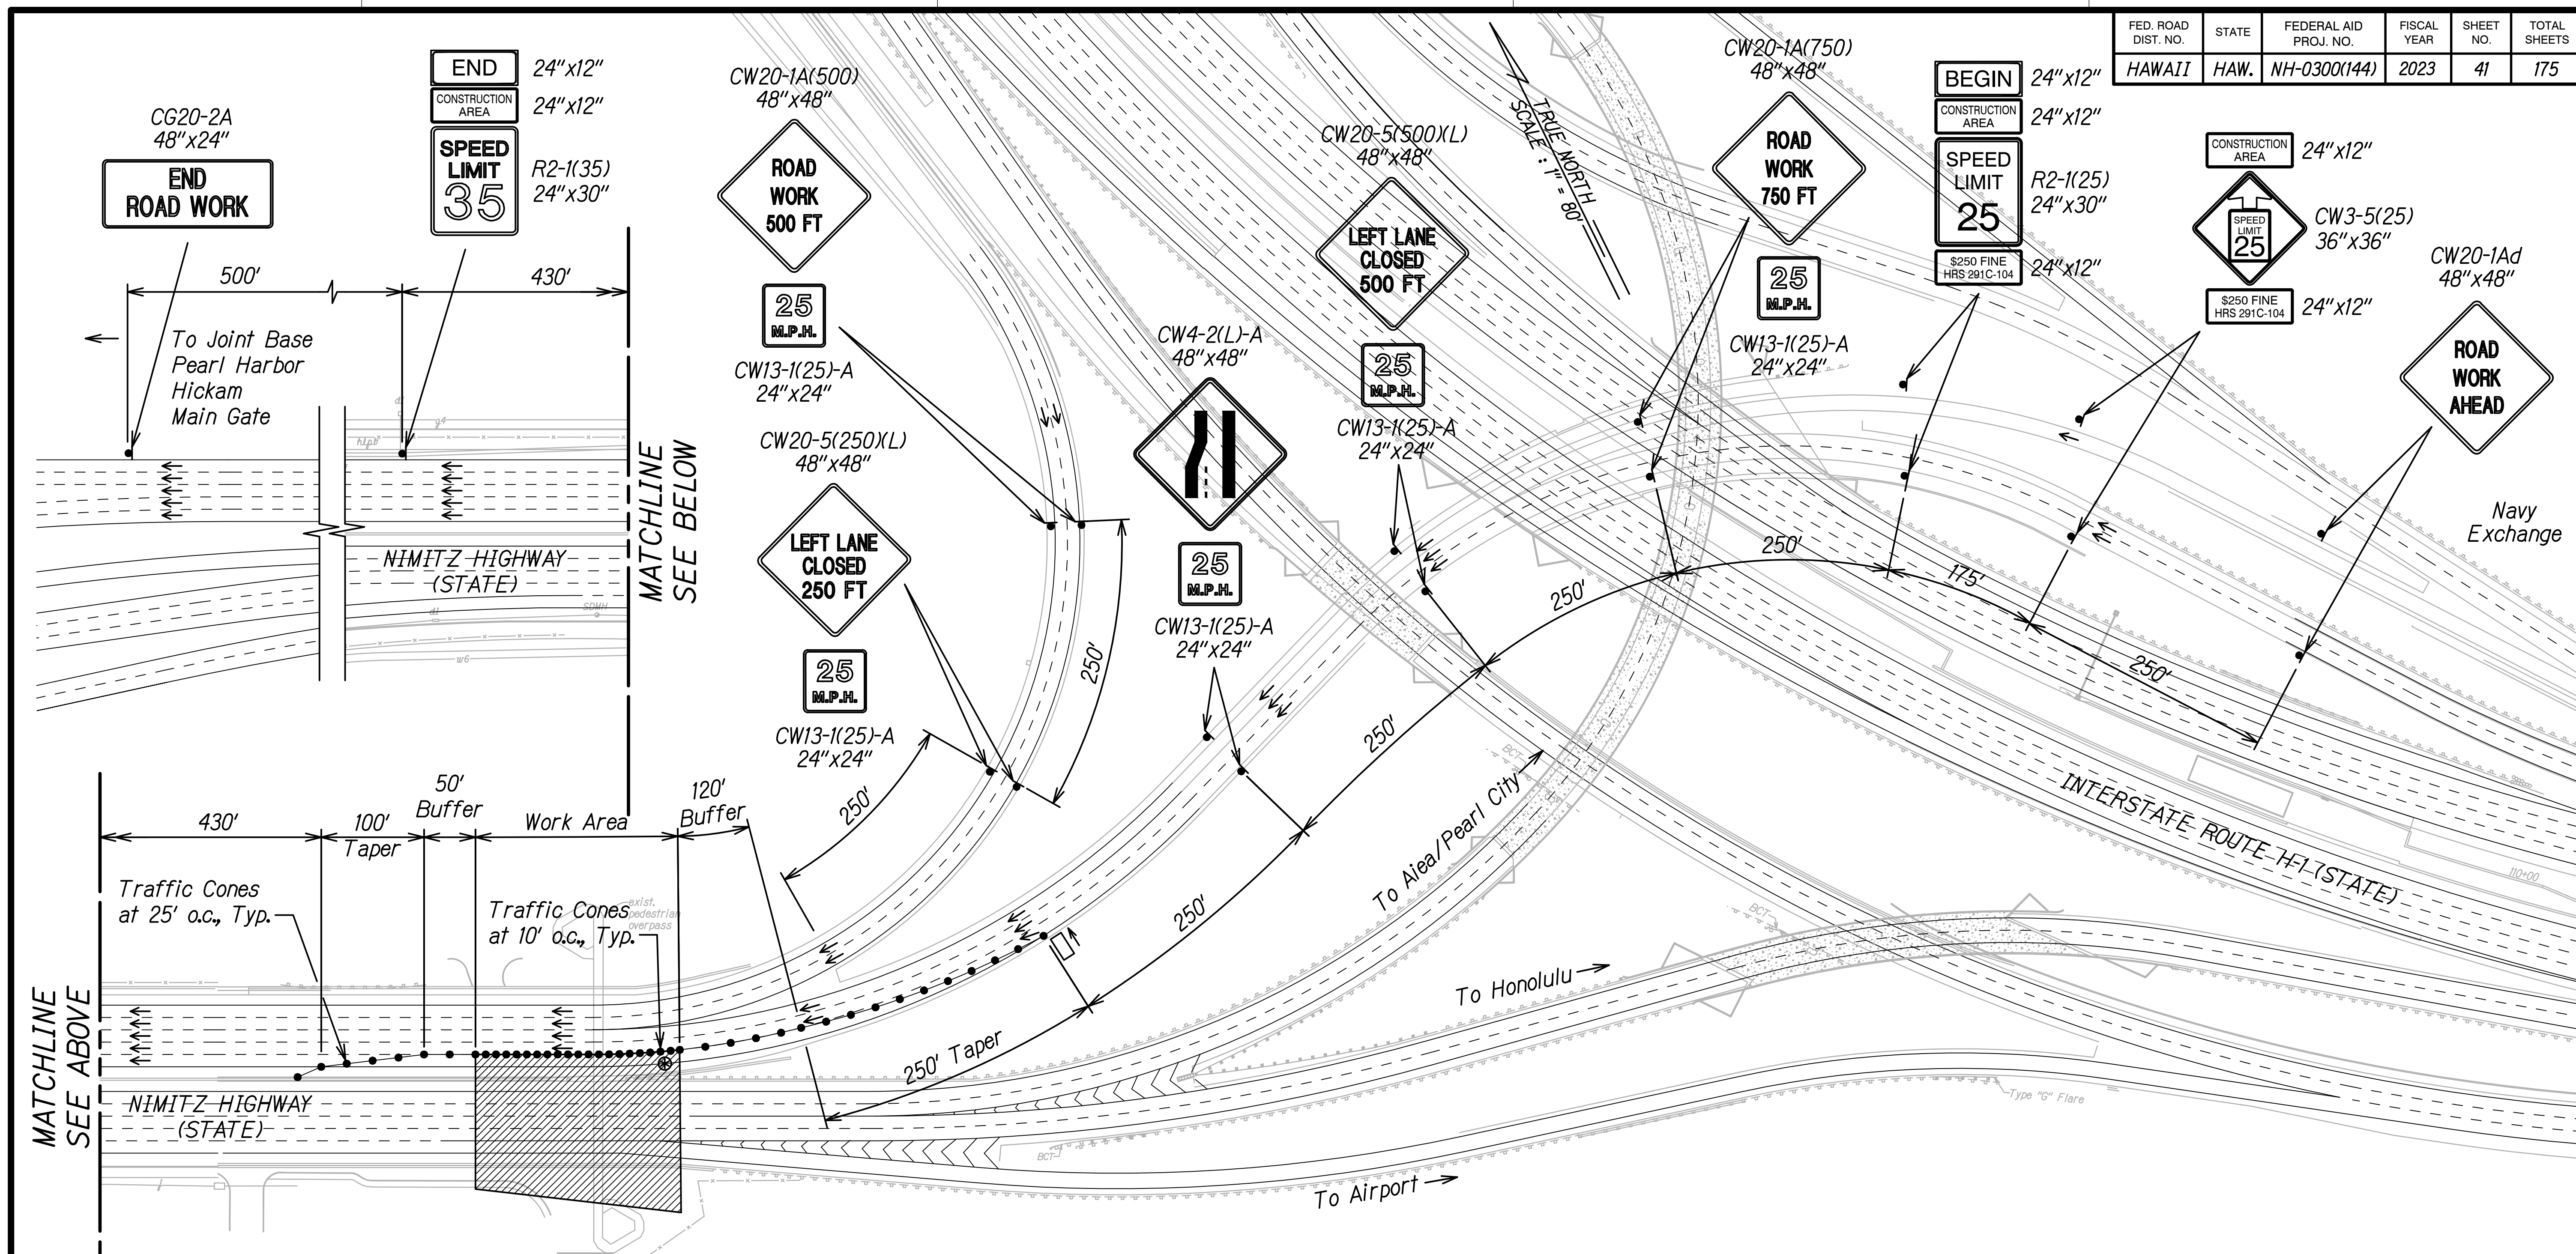 FED. ROAD DIST. NO.
STATE
FEDERAL AID PROJ. NO.
FISCAL YEAR
SHEET NO.
TOTAL SHEETS
HAWAII
HAW.
NH-0300(144)
2023
41
175
CG20-2A
48"x24"
END
ROAD WORK
END
24"x12"
CONSTRUCTION
AREA
24"x12"
SPEED
LIMIT
35
R2-1(35)
24"x30"
500'
430'
To Joint Base
Pearl Harbor
Hickam
Main Gate
NIMITZ HIGHWAY
(STATE)
SDMH
w6
g4
MATCHLINE
SEE BELOW
CW20-1A(500)
48"x48"
ROAD
WORK
500 FT
25
M.P.H.
CW13-1(25)-A
24"x24"
CW20-5(250)(L)
48"x48"
LEFT LANE
CLOSED
250 FT
25
M.P.H.
CW13-1(25)-A
24"x24"
250'
250'
CW4-2(L)-A
48"x48"
25
M.P.H.
CW13-1(25)-A
24"x24"
CW20-5(500)(L)
48"x48"
LEFT LANE
CLOSED
500 FT
25
M.P.H.
CW13-1(25)-A
24"x24"
TRUE NORTH
SCALE : 1" = 80'
CW20-1A(750)
48"x48"
ROAD
WORK
750 FT
25
M.P.H.
CW13-1(25)-A
24"x24"
BEGIN
24"x12"
CONSTRUCTION
AREA
24"x12"
SPEED
LIMIT
25
R2-1(25)
24"x30"
$250 FINE
HRS 291C-104
24"x12"
CONSTRUCTION
AREA
24"x12"
SPEED
LIMIT
25
CW3-5(25)
36"x36"
$250 FINE
HRS 291C-104
24"x12"
CW20-1Ad
48"x48"
ROAD
WORK
AHEAD
Navy
Exchange
250'
175'
250'
250'
250'
250'
250' Taper
INTERSTATE ROUTE H-1 (STATE)
110+00
BCT
BCT
BCT
To Aiea/Pearl City
To Honolulu
To Airport
Type "G" Flare
430'
100'
Taper
50'
Buffer
Work Area
120'
Buffer
Traffic Cones
at 25' o.c., Typ.
Traffic Cones
at 10' o.c., Typ.
exist.
pedestrian
overpass
MATCHLINE
SEE ABOVE
NIMITZ HIGHWAY
(STATE)